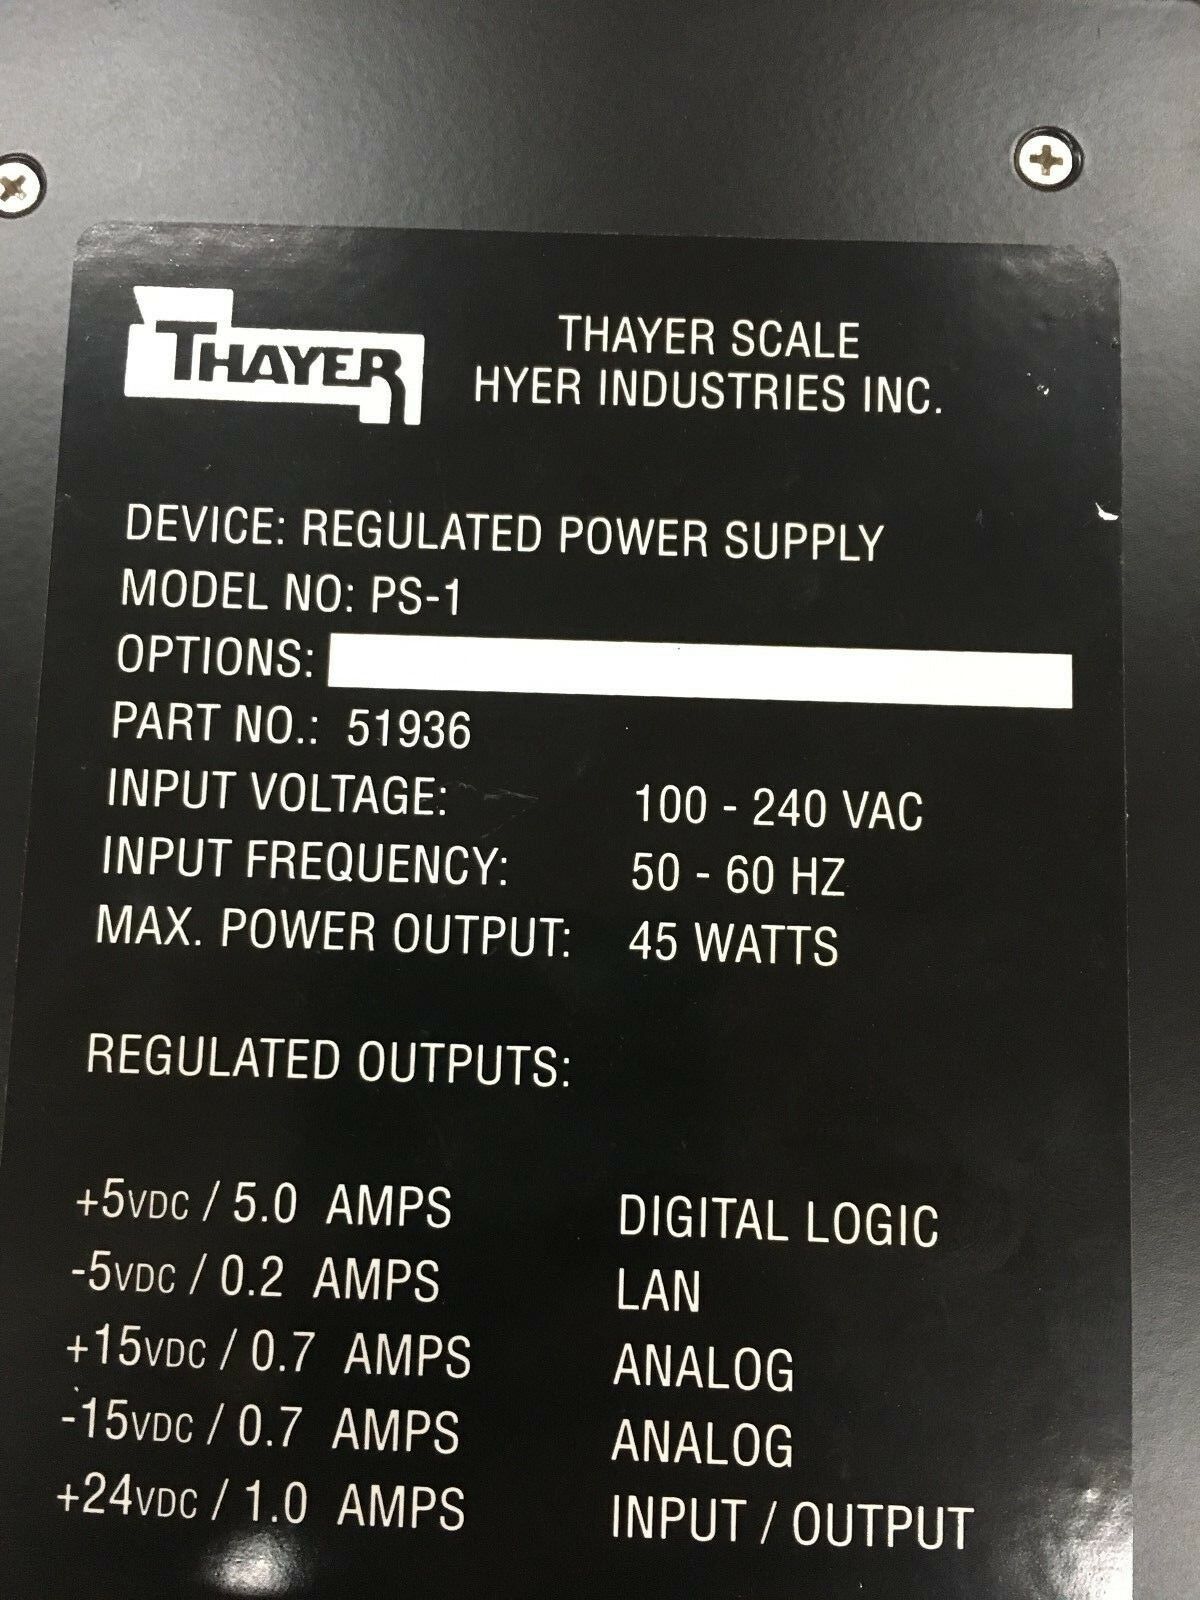 THAYER
THAYER SCALE
HYER INDUSTRIES INC.
DEVICE: REGULATED POWER SUPPLY
MODEL NO: PS-1
OPTIONS:
PART NO.: 51936
INPUT VOLTAGE: 100 - 240 VAC
INPUT FREQUENCY: 50 - 60 HZ
MAX. POWER OUTPUT: 45 WATTS
REGULATED OUTPUTS:
+5VDC / 5.0 AMPS DIGITAL LOGIC
-5VDC / 0.2 AMPS LAN
+15VDC / 0.7 AMPS ANALOG
-15VDC / 0.7 AMPS ANALOG
+24VDC / 1.0 AMPS INPUT / OUTPUT